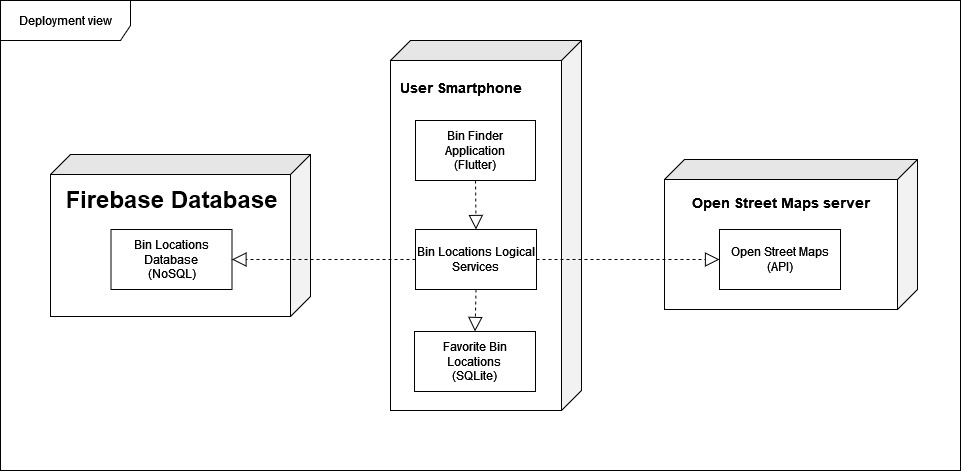 Deployment view
User Smartphone
Bin Finder
Application
(Flutter)
Firebase Database
Bin Locations
Database
(NoSQL)
Bin Locations Logical
Services
Open Street Maps server
Open Street Maps
(API)
Favorite Bin
Locations
(SQLite)